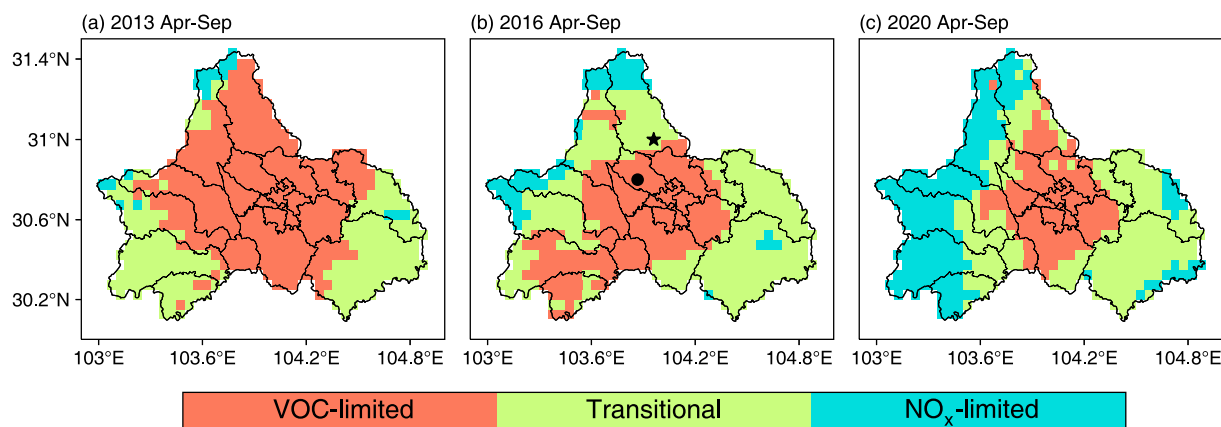 (a) 2013 Apr-Sep (b) 2016 Apr-Sep (c) 2020 Apr-Sep
31.4°N
31°N
30.6°N
30.2°N
103°E 103.6°E 104.2°E 104.8°E 103°E 103.6°E 104.2°E 104.8°E 103°E 103.6°E 104.2°E 104.8°E
VOC-limited Transitional NOx-limited